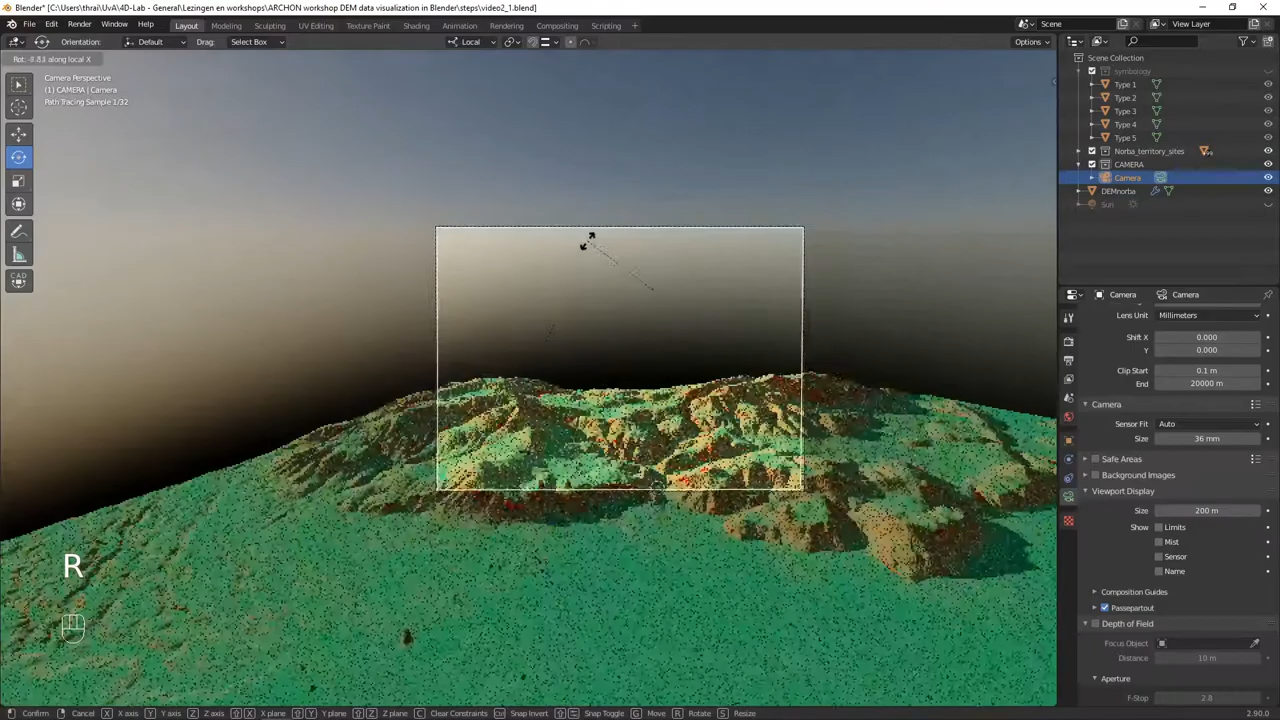 Blender* [C:\Users\thrai\UvA\4D-Lab - General\Lezingen en workshops\ARCHON workshop DEM data visualization in Blender\steps\video2_1.blend]
File Edit Render Window Help Layout Modeling Sculpting UV Editing Texture Paint Shading Animation Rendering Compositing Scripting + Scene View Layer
Orientation: Default Drag: Select Box Local Options
along local X
Camera Perspective
(1) CAMERA | Camera
Path Tracing Sample 1/32
Scene Collection
symbology
Type 1
Type 2
Type 3
Type 4
Type 5
Norba_territory_sites
CAMERA
Camera
DEMnorba
Sun
Camera Camera
Lens Unit Millimeters
Shift X 0.000
Y 0.000
Clip Start 0.1 m
End 20000 m
Camera
Sensor Fit Auto
Size 36 mm
Safe Areas
Background Images
Viewport Display
Size 200 m
Show Limits
Mist
Sensor
Name
Composition Guides
Passepartout
Depth of Field
Focus Object
Distance 10 m
Aperture
F-Stop 2.8
CAD
R
Confirm Cancel X X axis Y Y axis Z Z axis X X plane Y Y plane Z Z plane C Clear Constraints Ctrl Snap Invert Snap Toggle G Move R Rotate S Resize 2.90.0